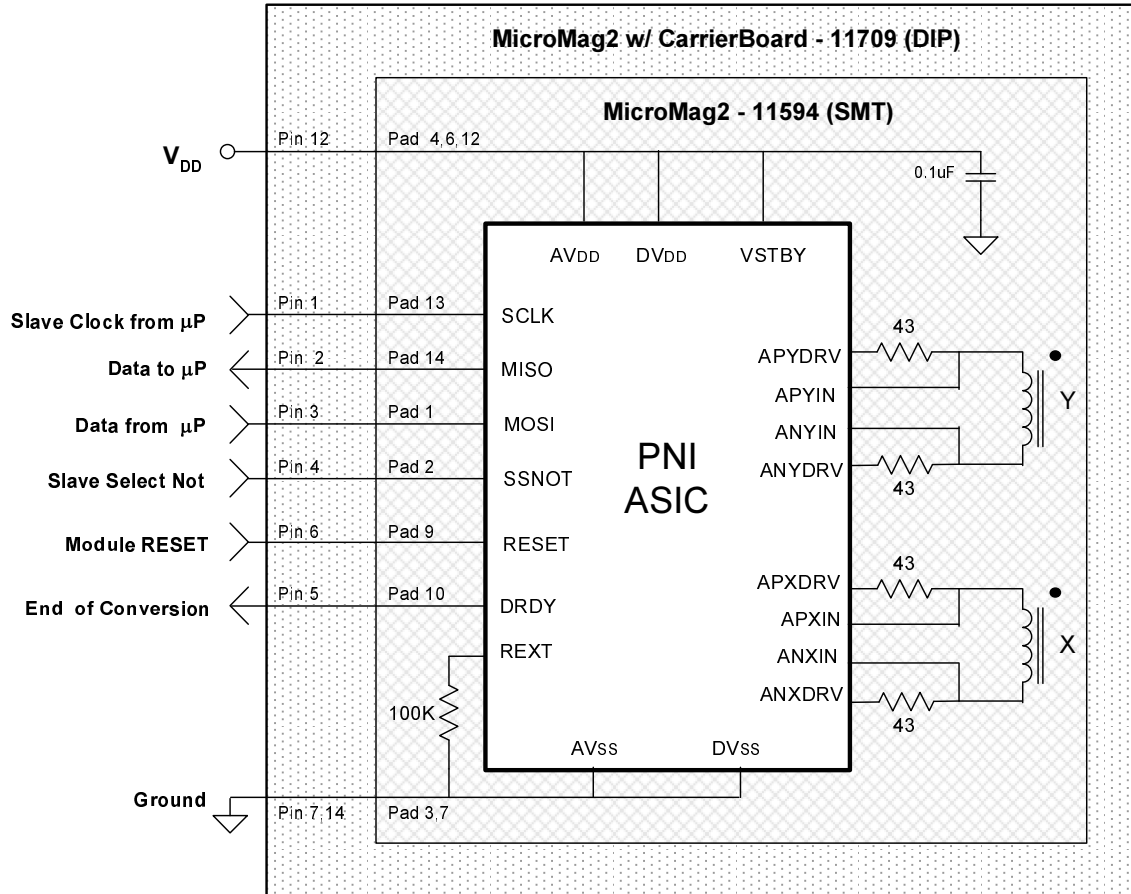 MicroMag2 w/ CarrierBoard - 11709 (DIP)
MicroMag2 - 11594 (SMT)
VDD
Pin 12
Pad 4,6,12
0.1uF
AVDD
DVDD
VSTBY
Slave Clock from µP
Pin 1
Pad 13
SCLK
Data to µP
Pin 2
Pad 14
MISO
Data from µP
Pin 3
Pad 1
MOSI
Slave Select Not
Pin 4
Pad 2
SSNOT
Module RESET
Pin 6
Pad 9
RESET
End of Conversion
Pin 5
Pad 10
DRDY
REXT
100K
PNI
ASIC
APYDRV
43
APYIN
ANYIN
ANYDRV
43
Y
APXDRV
43
APXIN
ANXIN
ANXDRV
43
X
AVSS
DVSS
Ground
Pin 7,14
Pad 3,7